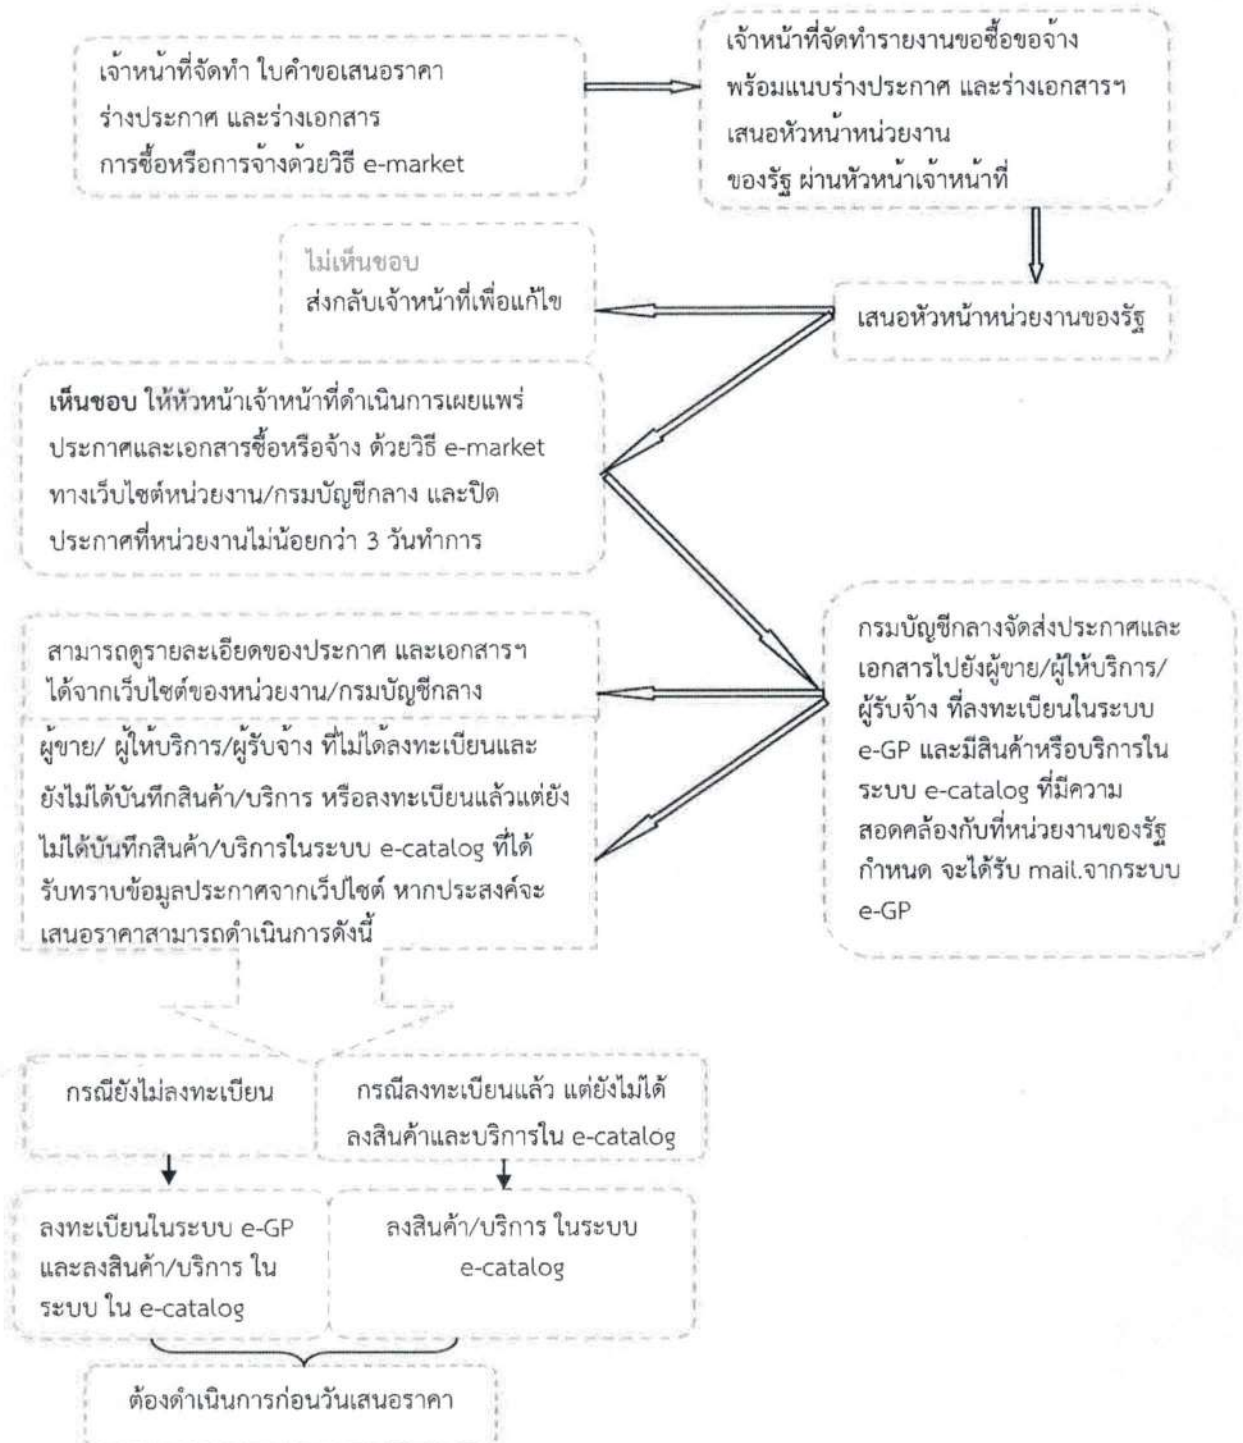 เจ้าหน้าที่จัดทำ ใบคำขอเสนอราคา
ร่างประกาศ และร่างเอกสาร
การซื้อหรือการจ้างด้วยวิธี e-market
เจ้าหน้าที่จัดทำรายงานขอซื้อขอจ้าง
พร้อมแนบร่างประกาศ และร่างเอกสารฯ
เสนอหัวหน้าหน่วยงาน
ของรัฐ ผ่านหัวหน้าเจ้าหน้าที่
ไม่เห็นชอบ
ส่งกลับเจ้าหน้าที่เพื่อแก้ไข
เสนอหัวหน้าหน่วยงานของรัฐ
เห็นชอบ ให้หัวหน้าเจ้าหน้าที่ดำเนินการเผยแพร่
ประกาศและเอกสารซื้อหรือจ้าง ด้วยวิธี e-market
ทางเว็บไซต์หน่วยงาน/กรมบัญชีกลาง และปิด
ประกาศที่หน่วยงานไม่น้อยกว่า 3 วันทำการ
กรมบัญชีกลางจัดส่งประกาศและ
เอกสารไปยังผู้ขาย/ผู้ให้บริการ/
ผู้รับจ้าง ที่ลงทะเบียนในระบบ
e-GP และมีสินค้าหรือบริการใน
ระบบ e-catalog ที่มีความ
สอดคล้องกับที่หน่วยงานของรัฐ
กำหนด จะได้รับ mail.จากระบบ
e-GP
สามารถดูรายละเอียดของประกาศ และเอกสารฯ
ได้จากเว็บไซต์ของหน่วยงาน/กรมบัญชีกลาง
ผู้ขาย/ ผู้ให้บริการ/ผู้รับจ้าง ที่ไม่ได้ลงทะเบียนและ
ยังไม่ได้บันทึกสินค้า/บริการ หรือลงทะเบียนแล้วแต่ยัง
ไม่ได้บันทึกสินค้า/บริการในระบบ e-catalog ที่ได้
รับทราบข้อมูลประกาศจากเว็ปไซต์ หากประสงค์จะ
เสนอราคาสามารถดำเนินการดังนี้
กรณียังไม่ลงทะเบียน
กรณีลงทะเบียนแล้ว แต่ยังไม่ได้
ลงสินค้าและบริการใน e-catalog
ลงทะเบียนในระบบ e-GP
และลงสินค้า/บริการ ใน
ระบบ ใน e-catalog
ลงสินค้า/บริการ ในระบบ
e-catalog
ต้องดำเนินการก่อนวันเสนอราคา